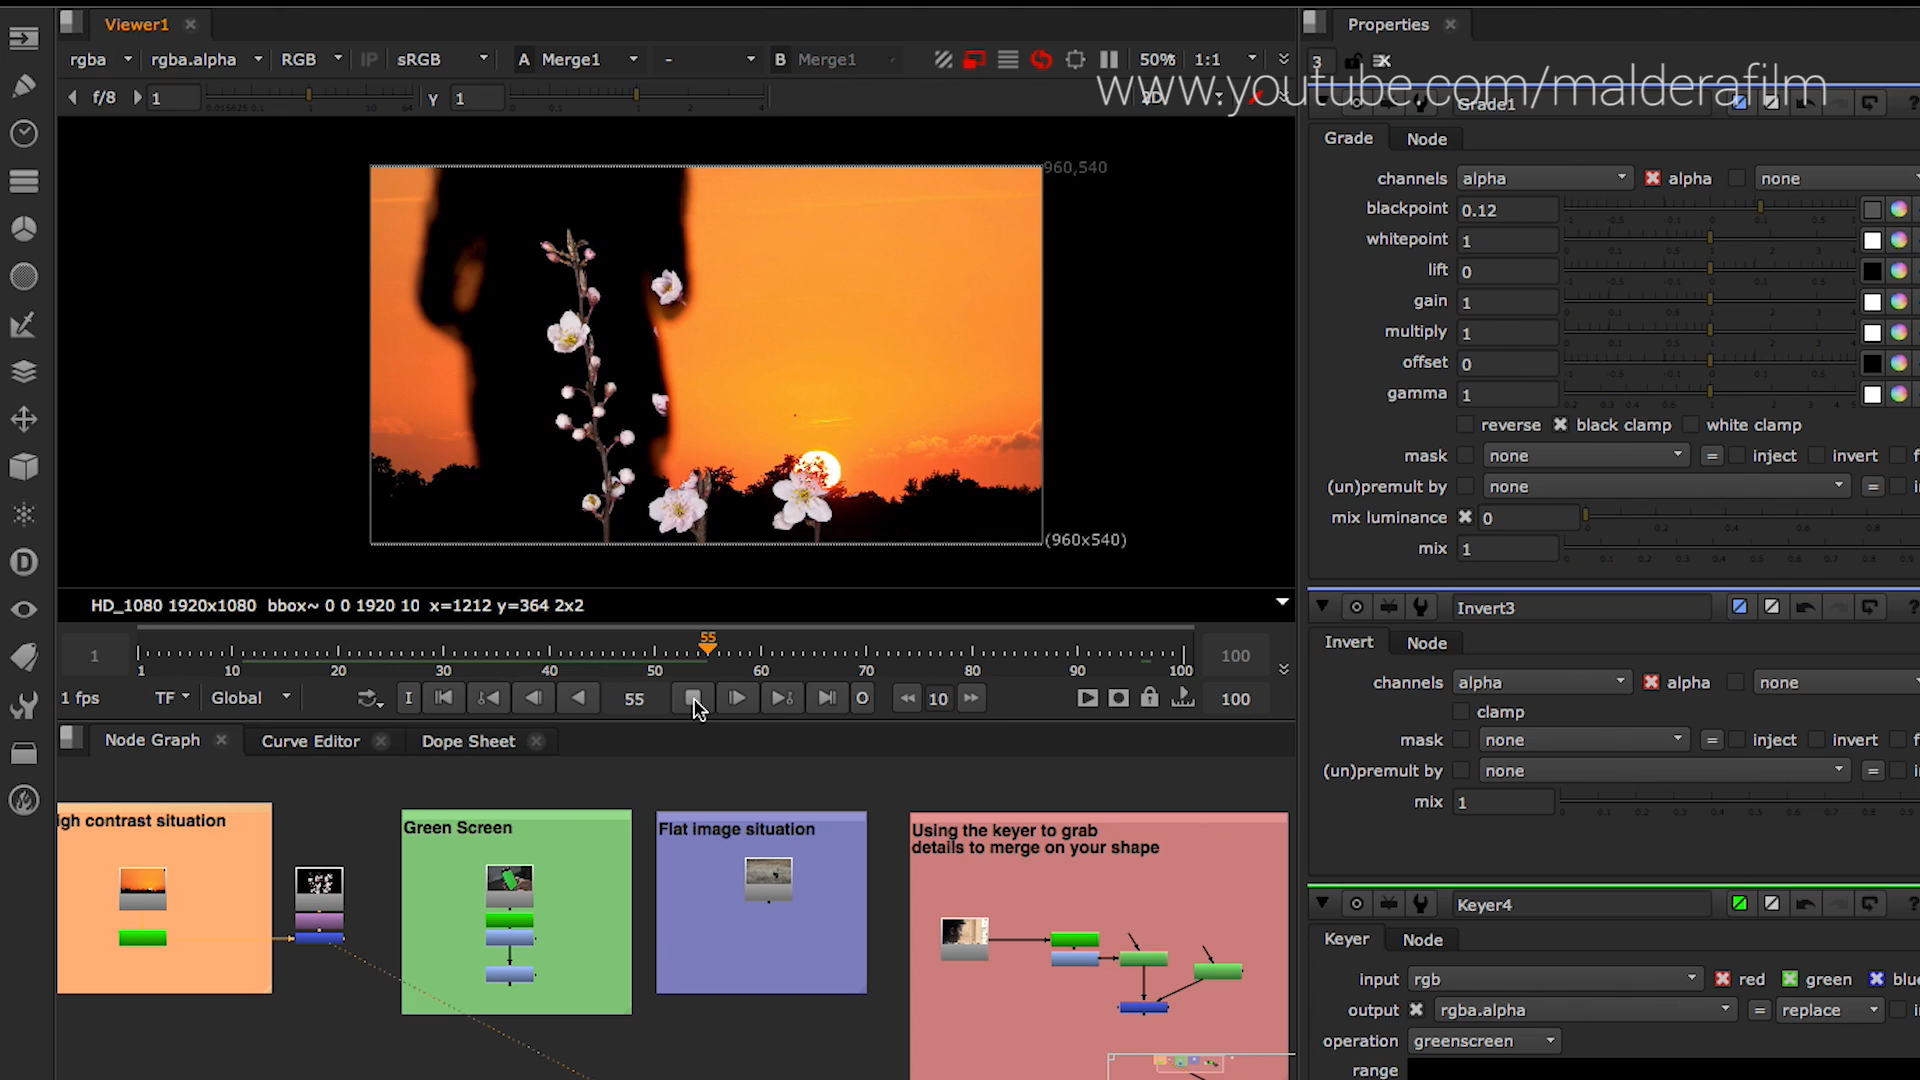 Viewer1
Properties
rgba
rgba.alpha
RGB
IP
sRGB
A Merge1
-
B Merge1
50%
1:1
3
www.youtube.com/malderafilm
f/8
1
γ 1
2D
Grade1
Grade
Node
channels alpha alpha none
blackpoint 0.12
whitepoint 1
lift 0
gain 1
multiply 1
offset 0
gamma 1
reverse black clamp white clamp
mask none = inject invert
(un)premult by none =
mix luminance 0
mix 1
960,540
(960x540)
HD_1080 1920x1080 bbox~ 0 0 1920 10 x=1212 y=364 2x2
Invert3
Invert
Node
channels alpha alpha none
clamp
mask none = inject invert
(un)premult by none =
mix 1
55
1
1 10 20 30 40 50 60 70 80 90 100
100
1 fps
TF
Global
I
55
O
10
100
Node Graph
Curve Editor
Dope Sheet
igh contrast situation
Green Screen
Flat image situation
Using the keyer to grab
details to merge on your shape
Keyer4
Keyer
Node
input rgb red green blue
output rgba.alpha = replace
operation greenscreen
range